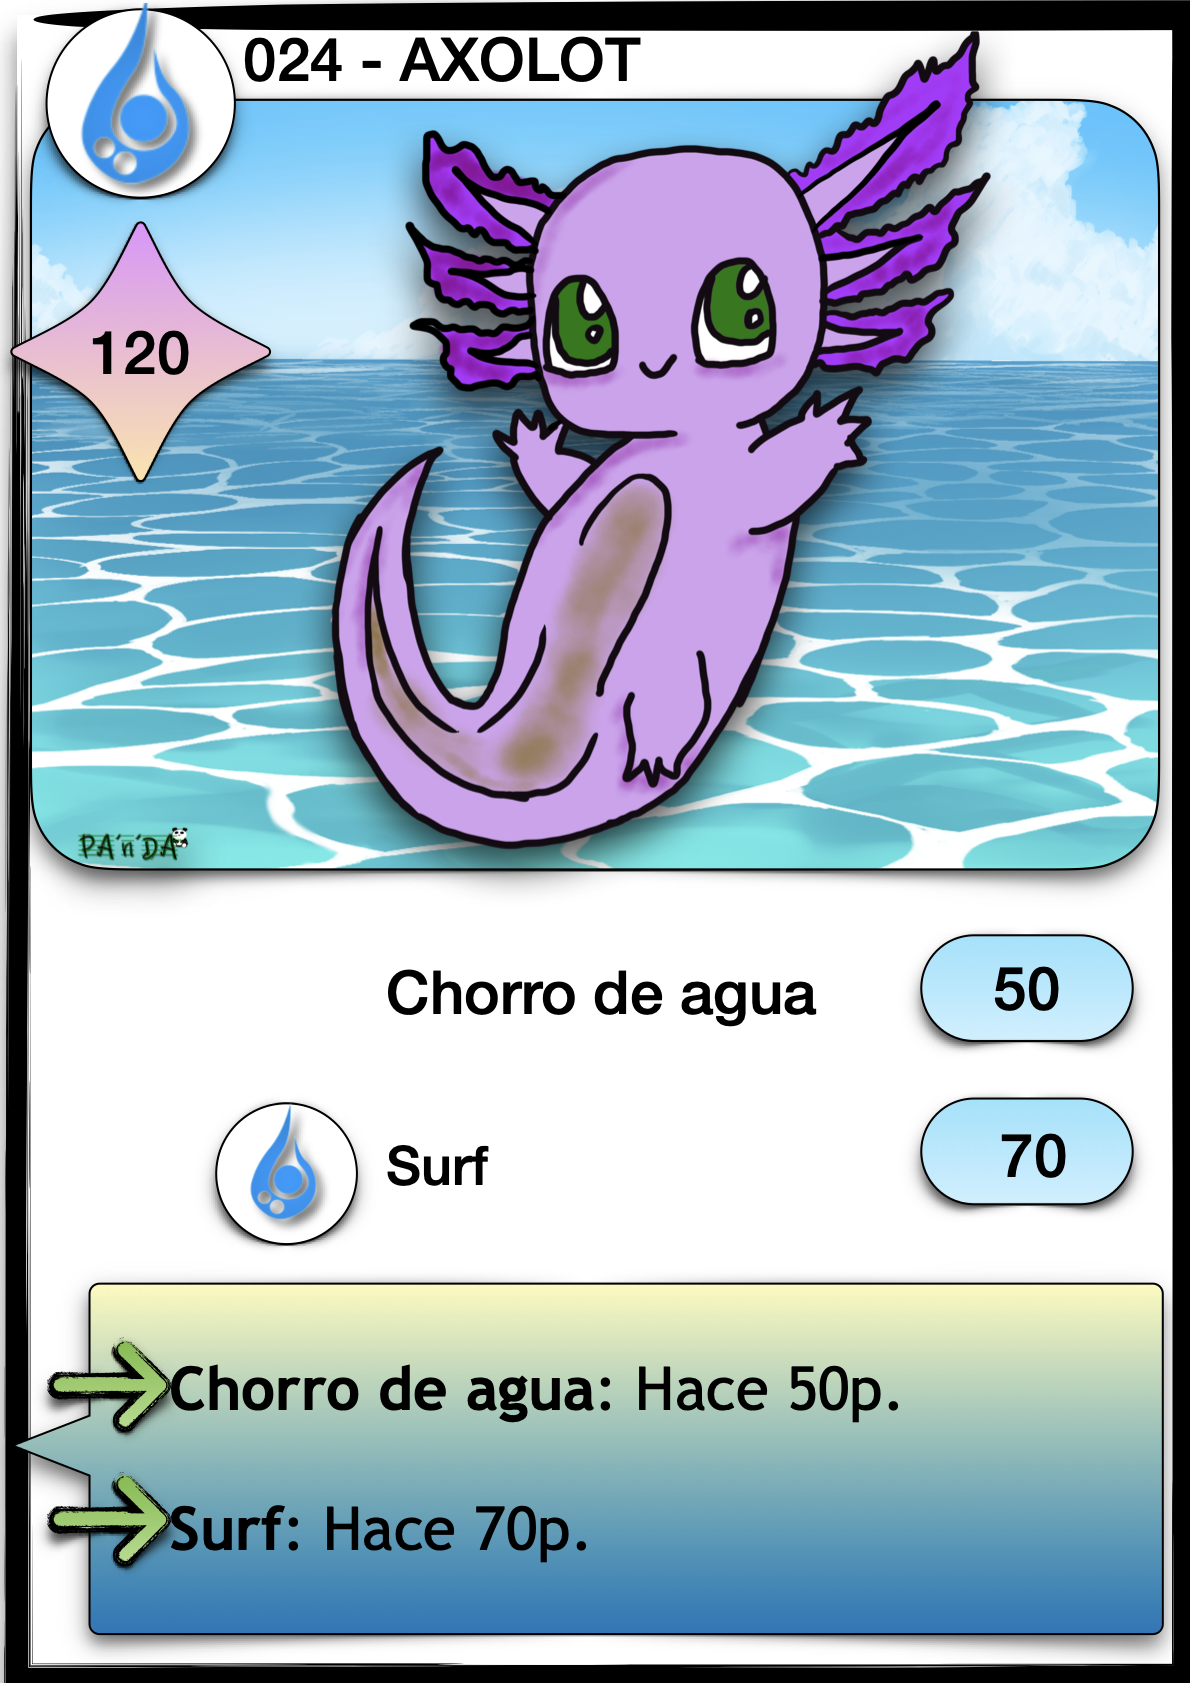 024 - AXOLOT
120
PA'n'DA
Chorro de agua
50
Surf
70
Chorro de agua: Hace 50p.
Surf: Hace 70p.